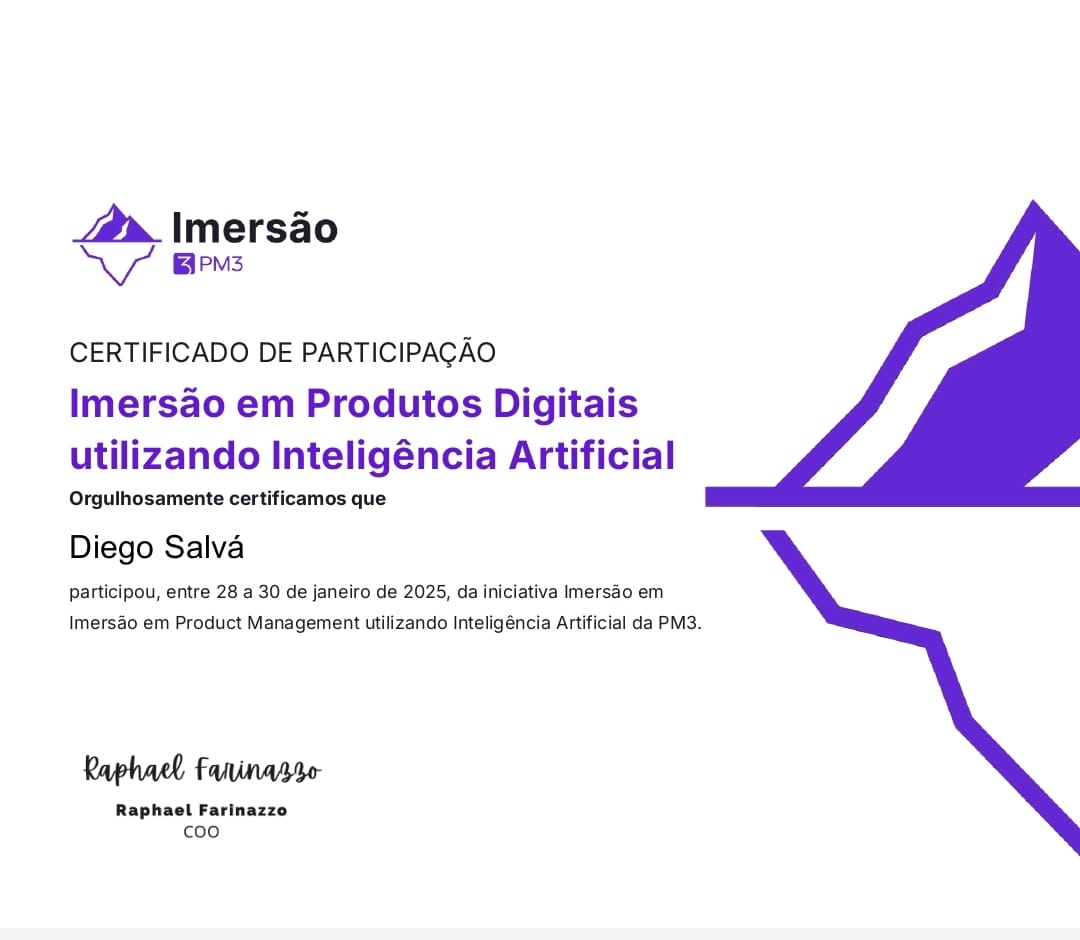 Imersão
PM3
CERTIFICADO DE PARTICIPAÇÃO
Imersão em Produtos Digitais
utilizando Inteligência Artificial
Orgulhosamente certificamos que
Diego Salvá
participou, entre 28 a 30 de janeiro de 2025, da iniciativa Imersão em
Imersão em Product Management utilizando Inteligência Artificial da PM3.
Raphael Farinazzo
Raphael Farinazzo
COO